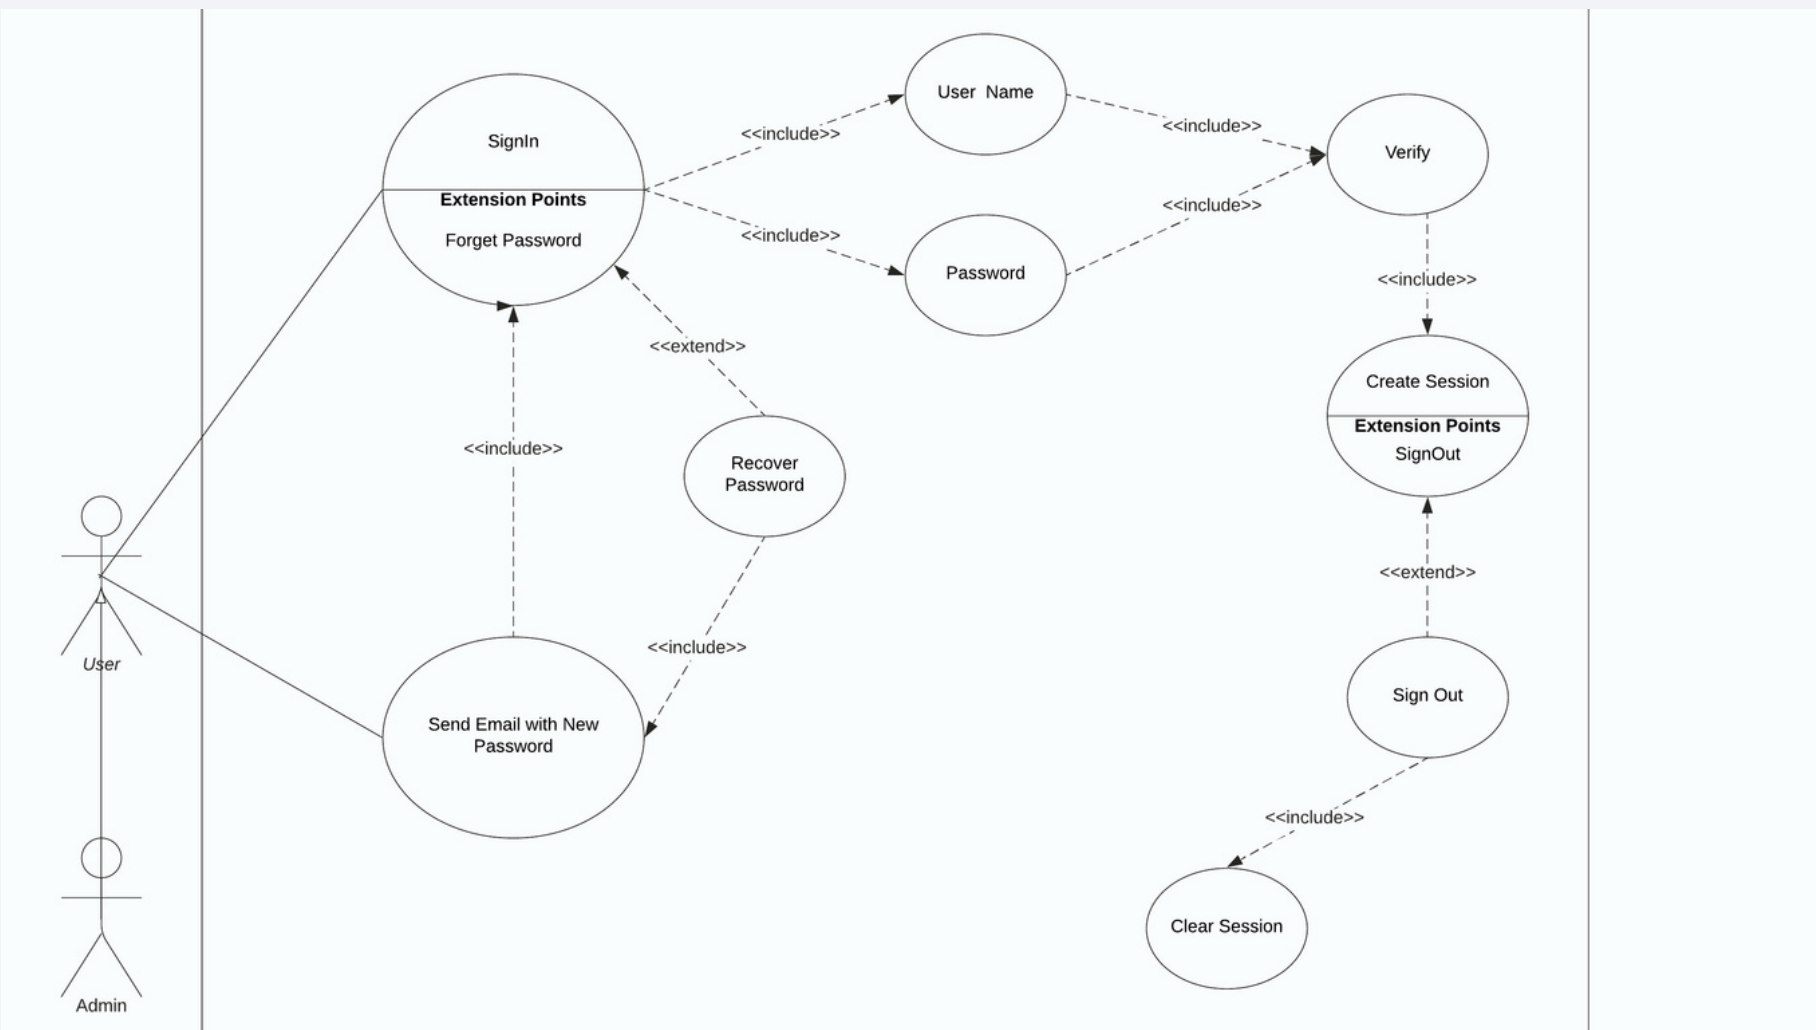 User  Name
SignIn
<<include>>
<<include>>
Verify
Extension Points
<<include>>
Forget Password
<<include>>
Password
<<include>>
<<extend>>
Create Session
Extension Points
SignOut
<<include>>
Recover
Password
<<extend>>
<<include>>
User
Sign Out
Send Email with New
Password
<<include>>
Clear Session
Admin